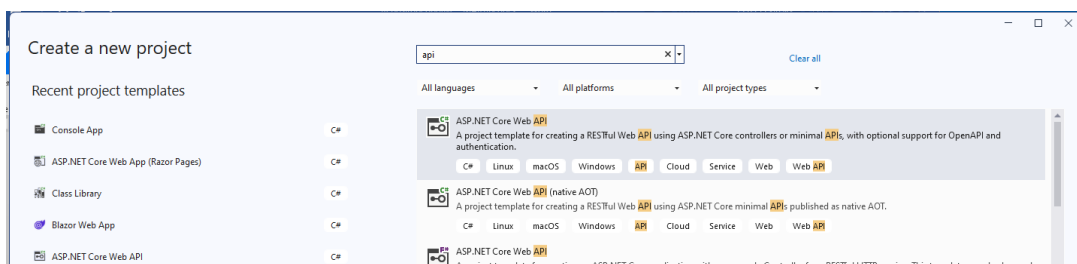 Create a new project
api
Clear all
Recent project templates
All languages
All platforms
All project types
Console App C#
ASP.NET Core Web App (Razor Pages) C#
Class Library C#
Blazor Web App C#
ASP.NET Core Web API C#
ASP.NET Core Web API
A project template for creating a RESTful Web API using ASP.NET Core controllers or minimal APIs, with optional support for OpenAPI and
authentication.
C# Linux macOS Windows API Cloud Service Web Web API
ASP.NET Core Web API (native AOT)
A project template for creating a RESTful Web API using ASP.NET Core minimal APIs published as native AOT.
C# Linux macOS Windows API Cloud Service Web Web API
ASP.NET Core Web API